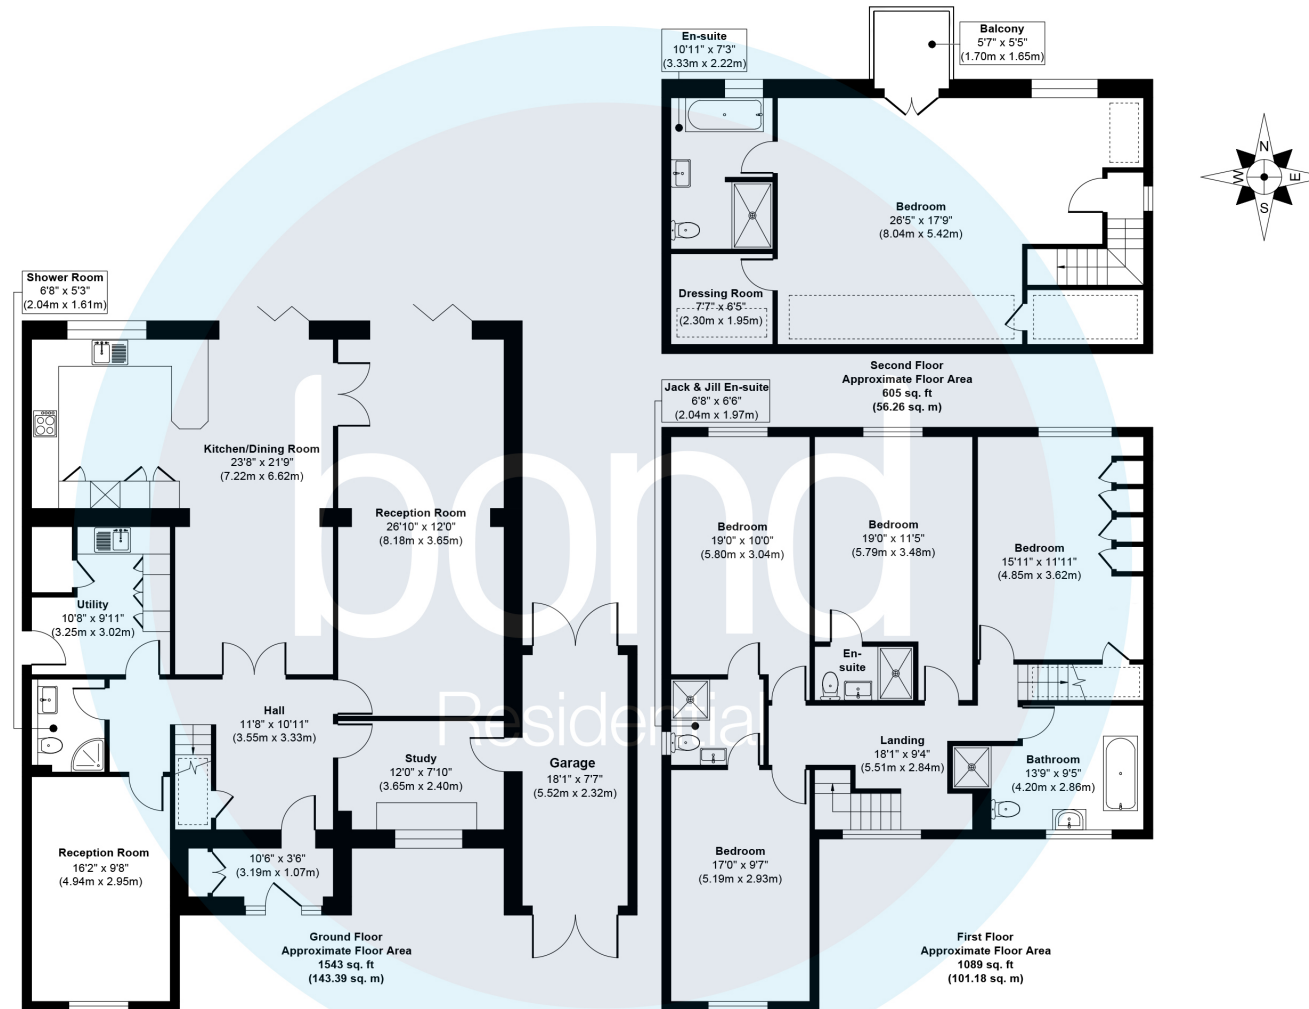 En-suite
10'11" x 7'3"
(3.33m x 2.22m)
Balcony
5'7" x 5'5"
(1.70m x 1.65m)
N
W
E
S
Bedroom
26'5" x 17'9"
(8.04m x 5.42m)
Dressing Room
7'7" x 6'5"
(2.30m x 1.95m)
Second Floor
Approximate Floor Area
605 sq. ft
(56.26 sq. m)
Shower Room
6'8" x 5'3"
(2.04m x 1.61m)
Kitchen/Dining Room
23'8" x 21'9"
(7.22m x 6.62m)
Reception Room
26'10" x 12'0"
(8.18m x 3.65m)
Utility
10'8" x 9'11"
(3.25m x 3.02m)
Hall
11'8" x 10'11"
(3.55m x 3.33m)
Study
12'0" x 7'10"
(3.65m x 2.40m)
Garage
18'1" x 7'7"
(5.52m x 2.32m)
Reception Room
16'2" x 9'8"
(4.94m x 2.95m)
10'6" x 3'6"
(3.19m x 1.07m)
Ground Floor
Approximate Floor Area
1543 sq. ft
(143.39 sq. m)
Jack & Jill En-suite
6'8" x 6'6"
(2.04m x 1.97m)
Bedroom
19'0" x 10'0"
(5.80m x 3.04m)
Bedroom
19'0" x 11'5"
(5.79m x 3.48m)
Bedroom
15'11" x 11'11"
(4.85m x 3.62m)
En-
suite
Landing
18'1" x 9'4"
(5.51m x 2.84m)
Bathroom
13'9" x 9'5"
(4.20m x 2.86m)
Bedroom
17'0" x 9'7"
(5.19m x 2.93m)
First Floor
Approximate Floor Area
1089 sq. ft
(101.18 sq. m)
bond
Residential